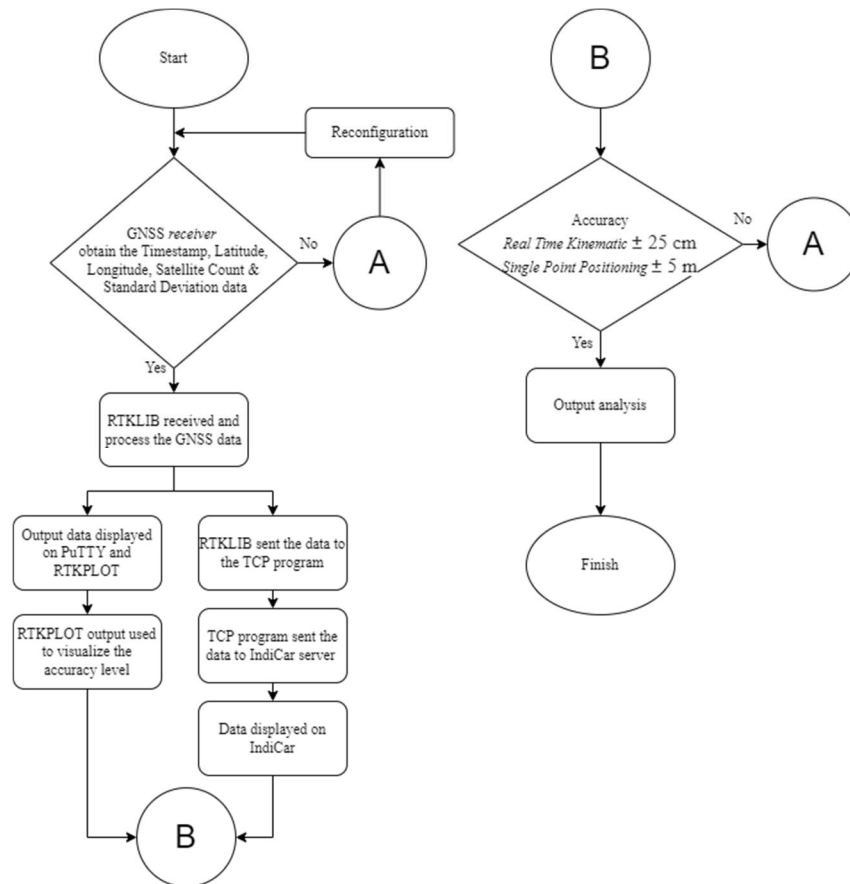 Start
Reconfiguration
GNSS receiver
obtain the Timestamp, Latitude,
Longitude, Satellite Count &
Standard Deviation data
No
A
Yes
RTKLIB received and
process the GNSS data
Output data displayed
on PuTTY and
RTKPLOT
RTKLIB sent the data to
the TCP program
RTKPLOT output used
to visualize the
accuracy level
TCP program sent the
data to IndiCar server
Data displayed on
IndiCar
B
B
Accuracy
Real Time Kinematic ± 25 cm
Single Point Positioning ± 5 m
No
A
Yes
Output analysis
Finish